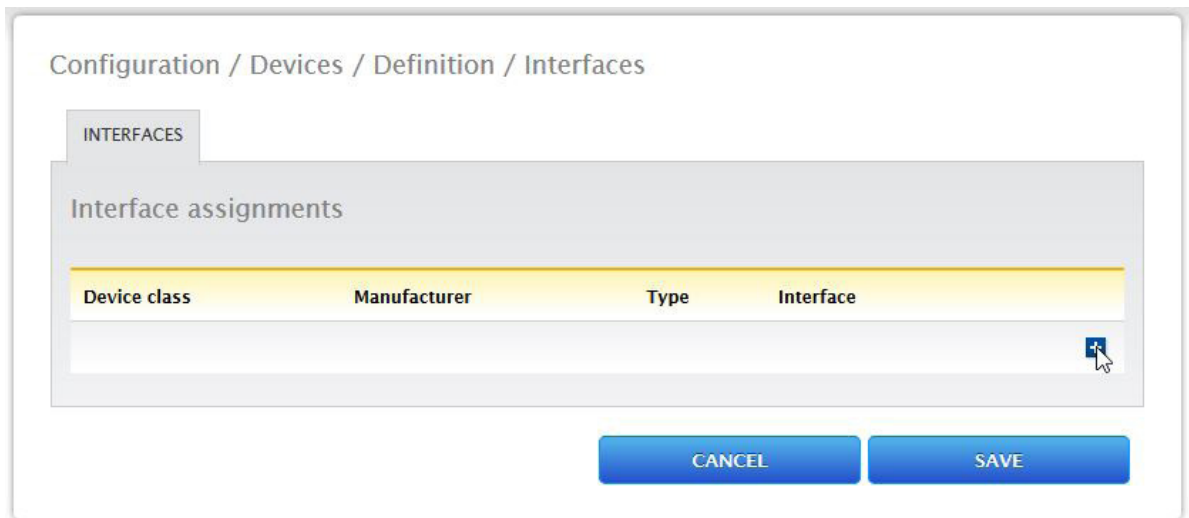 Configuration / Devices / Definition / Interfaces
INTERFACES
Interface assignments
Device class Manufacturer Type Interface
CANCEL SAVE